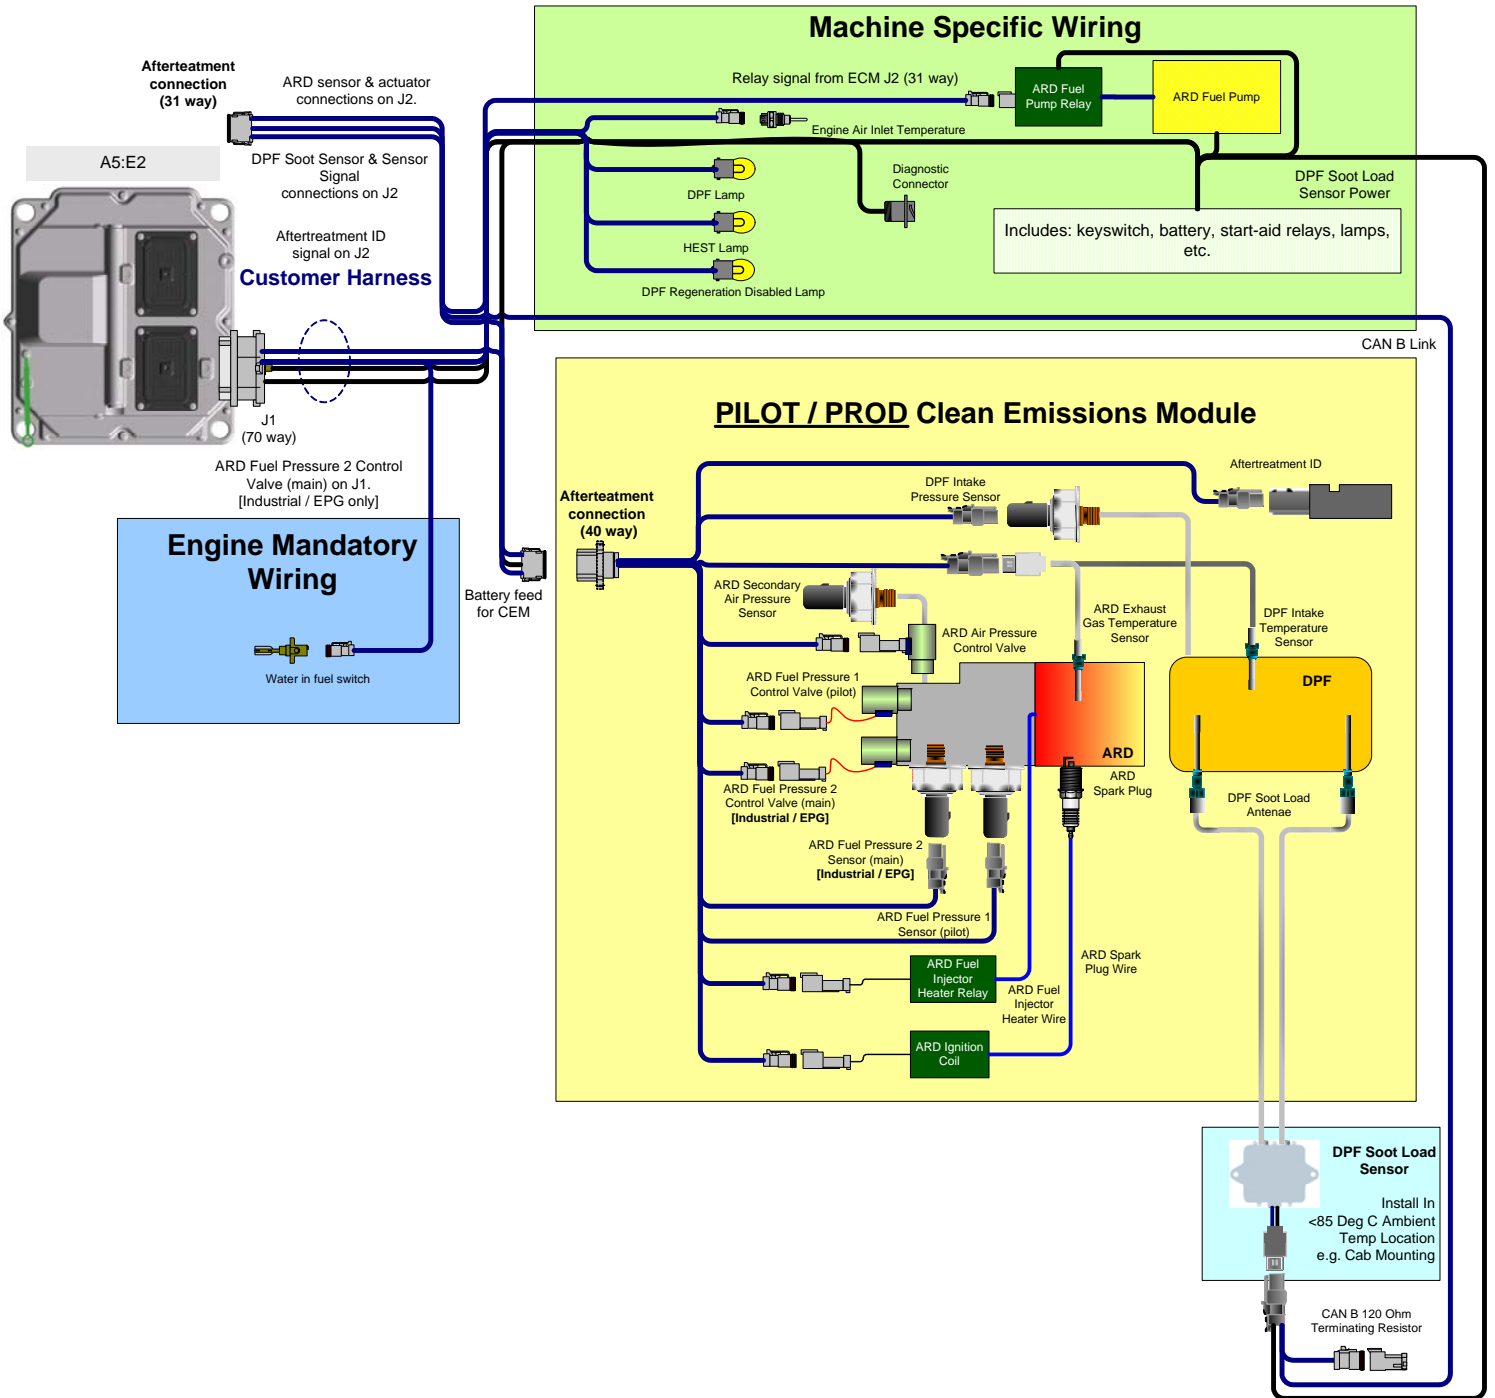 Machine Specific Wiring
Afterteatment
connection
(31 way)
ARD sensor & actuator
connections on J2.
Relay signal from ECM J2 (31 way)
ARD Fuel
Pump Relay
ARD Fuel Pump
Engine Air Inlet Temperature
A5:E2
DPF Soot Sensor & Sensor
Signal
connections on J2
DPF Lamp
Diagnostic
Connector
DPF Soot Load
Sensor Power
Aftertreatment ID
signal on J2
Customer Harness
HEST Lamp
Includes: keyswitch, battery, start-aid relays, lamps,
etc.
DPF Regeneration Disabled Lamp
CAN B Link
J1
(70 way)
PILOT / PROD Clean Emissions Module
ARD Fuel Pressure 2 Control
Valve (main) on J1.
[Industrial / EPG only]
Afterteatment
connection
(40 way)
DPF Intake
Pressure Sensor
Aftertreatment ID
Engine Mandatory
Wiring
Battery feed
for CEM
ARD Secondary
Air Pressure
Sensor
ARD Exhaust
Gas Temperature
Sensor
DPF Intake
Temperature
Sensor
ARD Air Pressure
Control Valve
Water in fuel switch
ARD Fuel Pressure 1
Control Valve (pilot)
DPF
ARD
ARD
Spark Plug
ARD Fuel Pressure 2
Control Valve (main)
[Industrial / EPG]
DPF Soot Load
Antenae
ARD Fuel Pressure 2
Sensor (main)
[Industrial / EPG]
ARD Fuel Pressure 1
Sensor (pilot)
ARD Fuel
Injector
Heater Relay
ARD Spark
Plug Wire
ARD Fuel
Injector
Heater Wire
ARD Ignition
Coil
DPF Soot Load
Sensor
Install In
<85 Deg C Ambient
Temp Location
e.g. Cab Mounting
CAN B 120 Ohm
Terminating Resistor